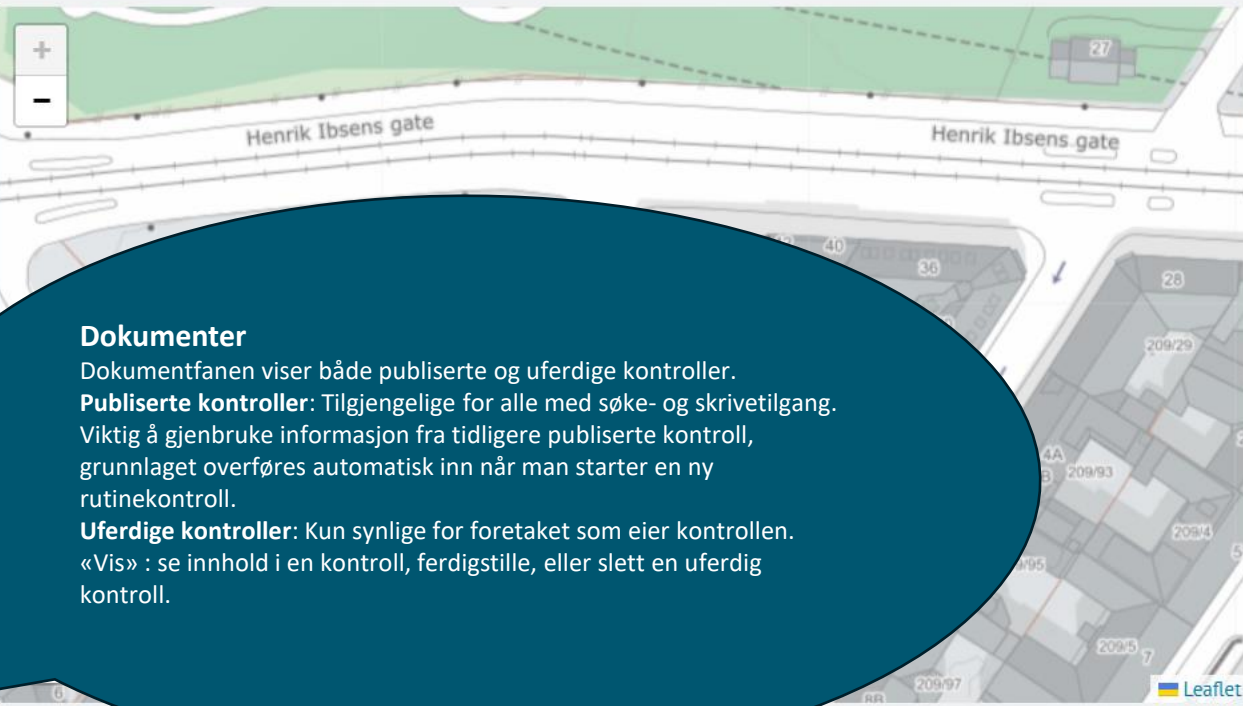 +
27
−
Henrik Ibsens gate
Henrik Ibsens gate
40
36
28
Dokumenter
209/29
Dokumentfanen viser både publiserte og uferdige kontroller.
Publiserte kontroller: Tilgjengelige for alle med søke- og skrivetilgang.
Viktig å gjenbruke informasjon fra tidligere publiserte kontroll,
4A
grunnlaget overføres automatisk inn når man starter en ny
209/93
rutinekontroll.
Uferdige kontroller: Kun synlige for foretaket som eier kontrollen.
209/4
«Vis» : se innhold i en kontroll, ferdigstille, eller slett en uferdig
kontroll.
209/5
7
209/97
6
8B
Leaflet